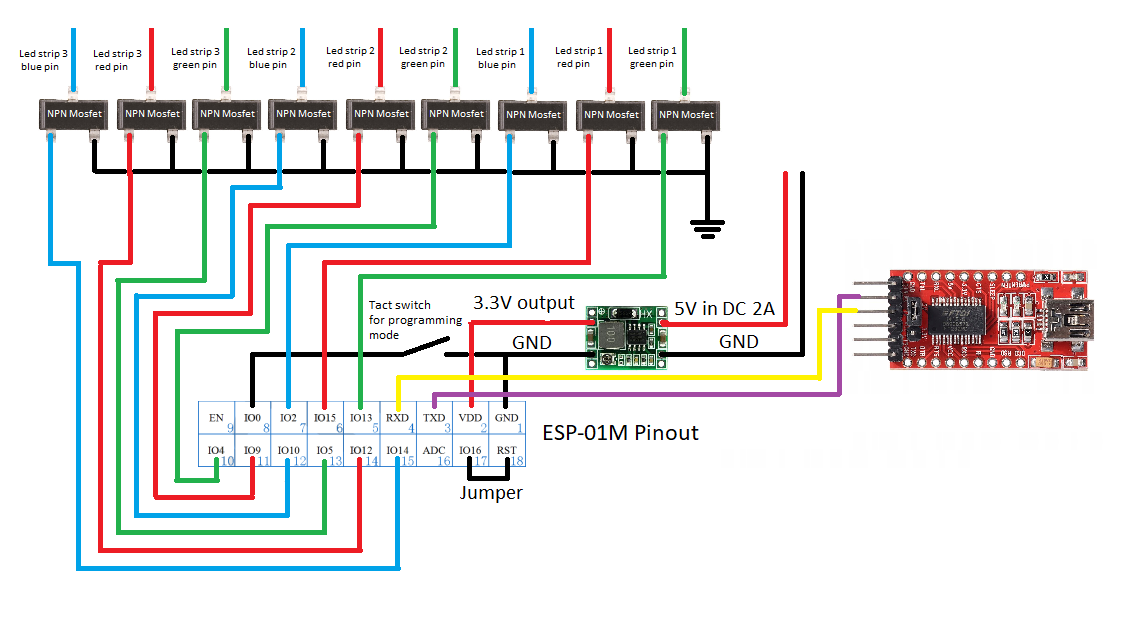 Led strip 3
blue pin
Led strip 3
red pin
Led strip 3
green pin
Led strip 2
blue pin
Led strip 2
red pin
Led strip 2
green pin
Led strip 1
blue pin
Led strip 1
red pin
Led strip 1
green pin
NPN Mosfet
NPN Mosfet
NPN Mosfet
NPN Mosfet
NPN Mosfet
NPN Mosfet
NPN Mosfet
NPN Mosfet
NPN Mosfet
Tact switch
for programming
mode
3.3V output
5V in DC 2A
GND
GND
EN 9
IO0 8
IO2 7
IO15 6
IO13 5
RXD 4
TXD 3
VDD 2
GND 1
IO4 10
IO9 11
IO10 12
IO5 13
IO12 14
IO14 15
ADC 16
IO16 17
RST 18
ESP-01M Pinout
Jumper